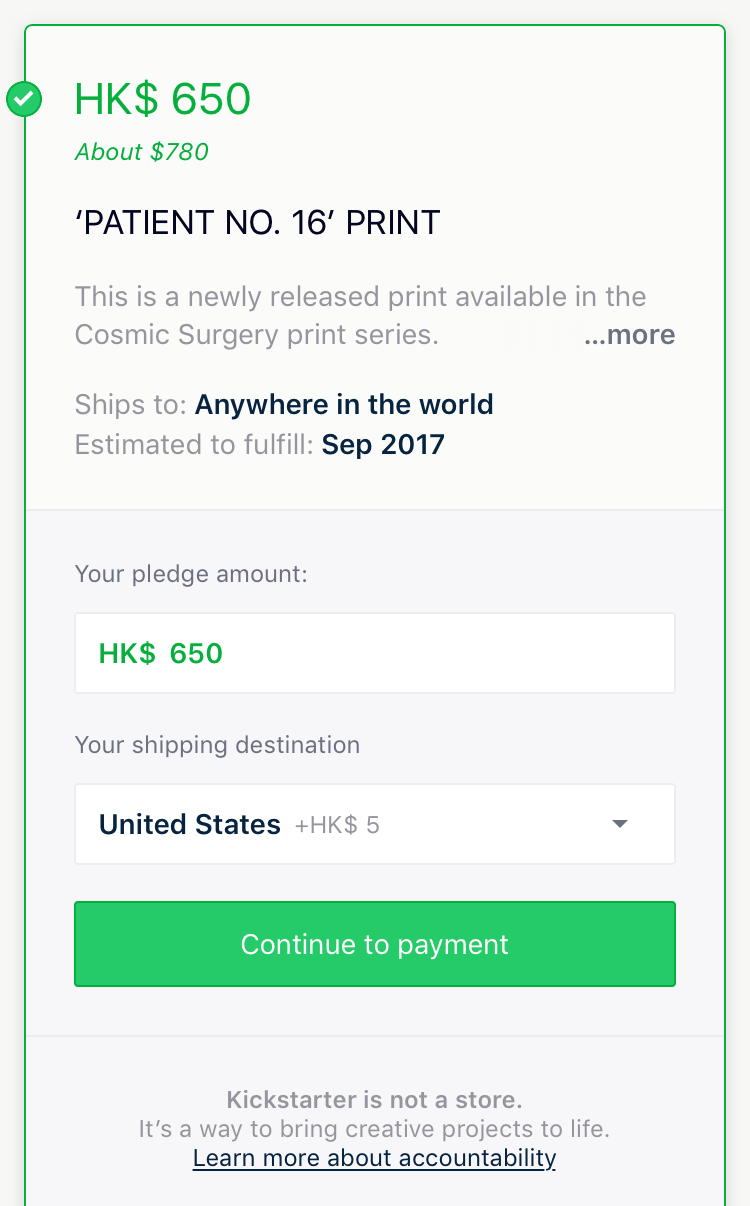 HK$ 650
About $780
‘PATIENT NO. 16’ PRINT
This is a newly released print available in the
Cosmic Surgery print series. ...more
Ships to: Anywhere in the world
Estimated to fulfill: Sep 2017
Your pledge amount:
HK$ 650
Your shipping destination
United States +HK$ 5
Continue to payment
Kickstarter is not a store.
It’s a way to bring creative projects to life.
Learn more about accountability